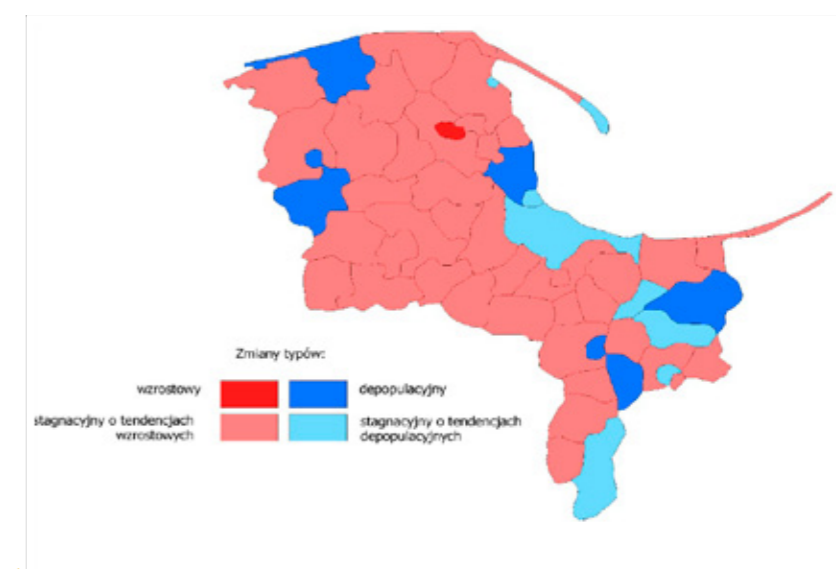 Zmiany typów:
wzrostowy
depopulacyjny
stagnacyjny o tendencjach
wzrostowych
stagnacyjny o tendencjach
depopulacyjnych